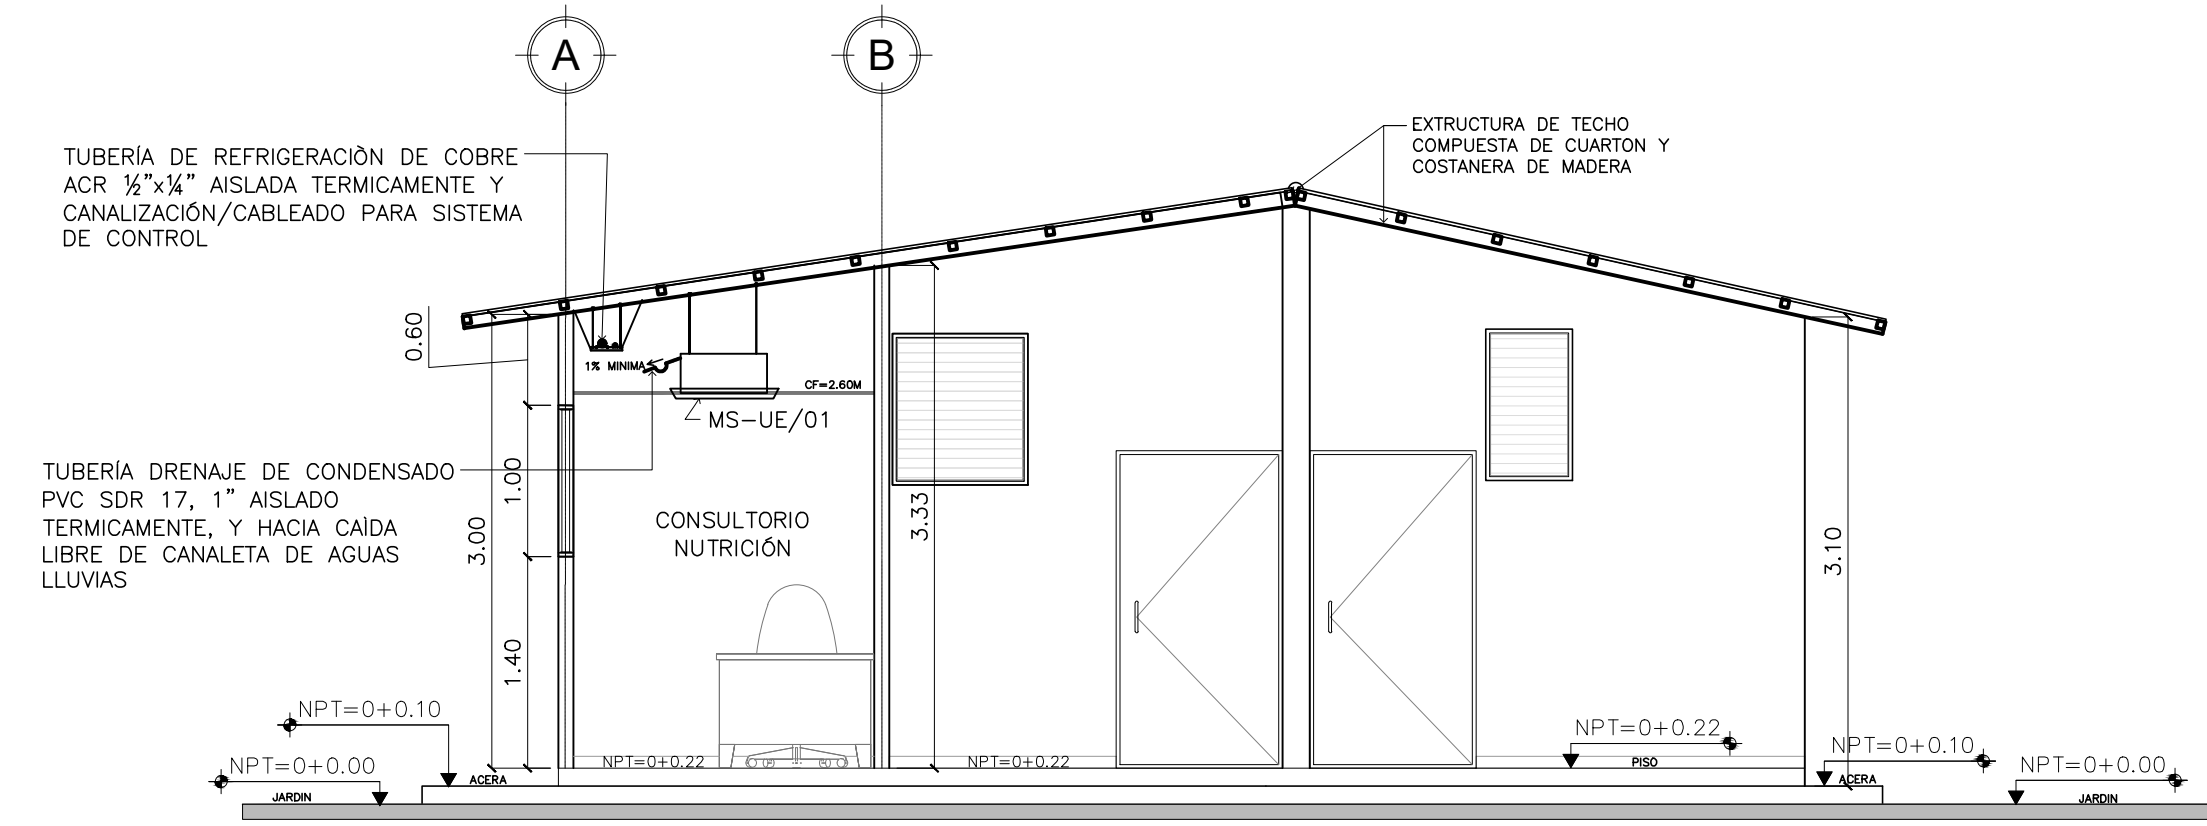 A
B
TUBERÍA DE REFRIGERACIÒN DE COBRE
ACR ½"x¼" AISLADA TERMICAMENTE Y
CANALIZACIÓN/CABLEADO PARA SISTEMA
DE CONTROL
EXTRUCTURA DE TECHO
COMPUESTA DE CUARTON Y
COSTANERA DE MADERA
0.60
1% MINIMA
CF=2.60M
MS-UE/01
TUBERÍA DRENAJE DE CONDENSADO
PVC SDR 17, 1" AISLADO
TERMICAMENTE, Y HACIA CAÌDA
LIBRE DE CANALETA DE AGUAS
LLUVIAS
1.00
3.00
3.33
3.10
CONSULTORIO
NUTRICIÓN
1.40
NPT=0+0.10
NPT=0+0.00
JARDIN
ACERA
NPT=0+0.22
NPT=0+0.22
NPT=0+0.22
PISO
NPT=0+0.10
ACERA
NPT=0+0.00
JARDIN